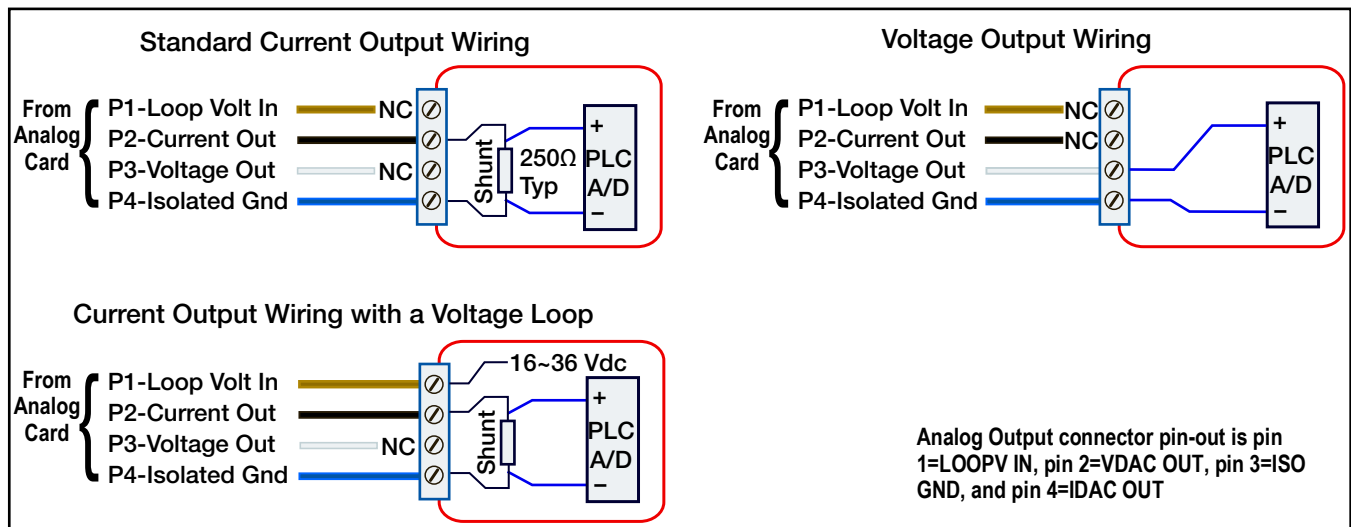 Standard Current Output Wiring
From
Analog
Card
P1-Loop Volt In
NC
P2-Current Out
P3-Voltage Out
NC
P4-Isolated Gnd
Shunt
250Ω
Typ
+
PLC
A/D
−
Voltage Output Wiring
From
Analog
Card
P1-Loop Volt In
NC
P2-Current Out
NC
P3-Voltage Out
P4-Isolated Gnd
+
PLC
A/D
−
Current Output Wiring with a Voltage Loop
From
Analog
Card
P1-Loop Volt In
P2-Current Out
P3-Voltage Out
NC
P4-Isolated Gnd
16~36 Vdc
Shunt
+
PLC
A/D
−
Analog Output connector pin-out is pin
1=LOOPV IN, pin 2=VDAC OUT, pin 3=ISO
GND, and pin 4=IDAC OUT